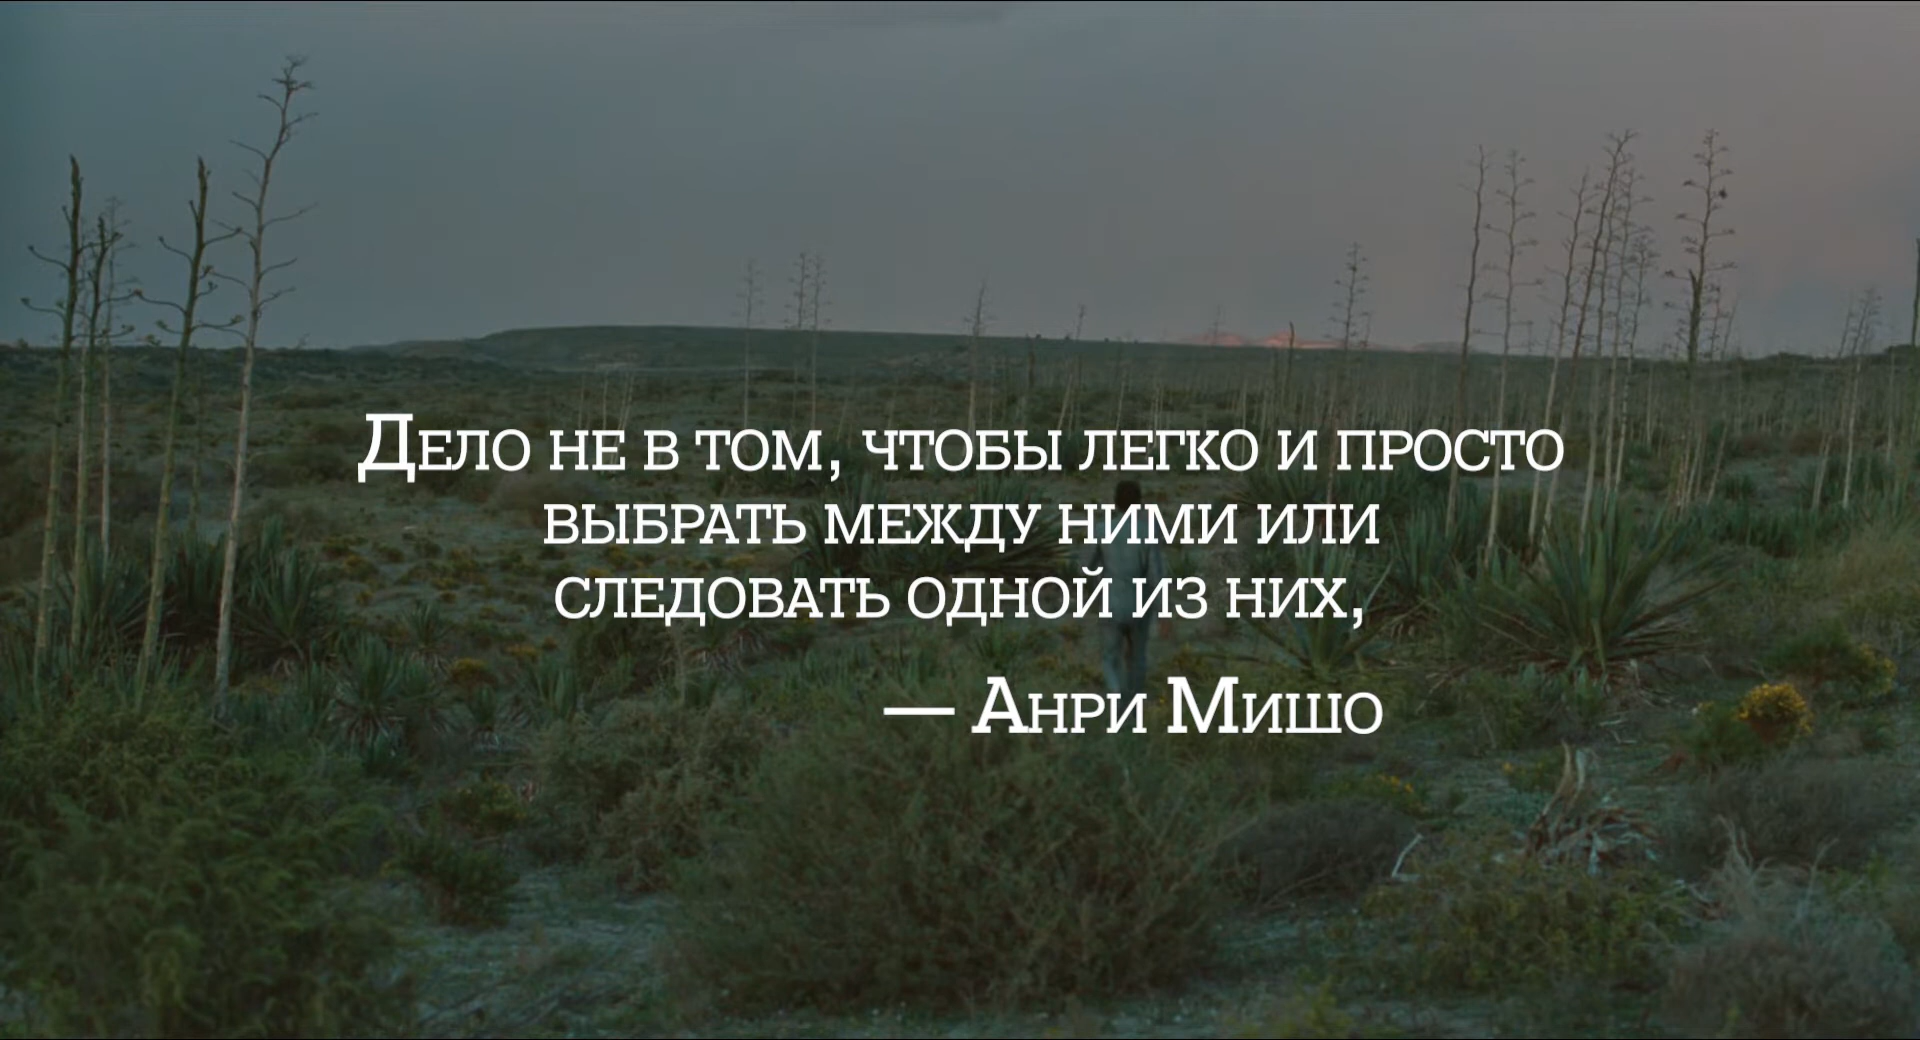 Дело не в том, чтобы легко и просто
выбрать между ними или
следовать одной из них,
— Анри Мишо